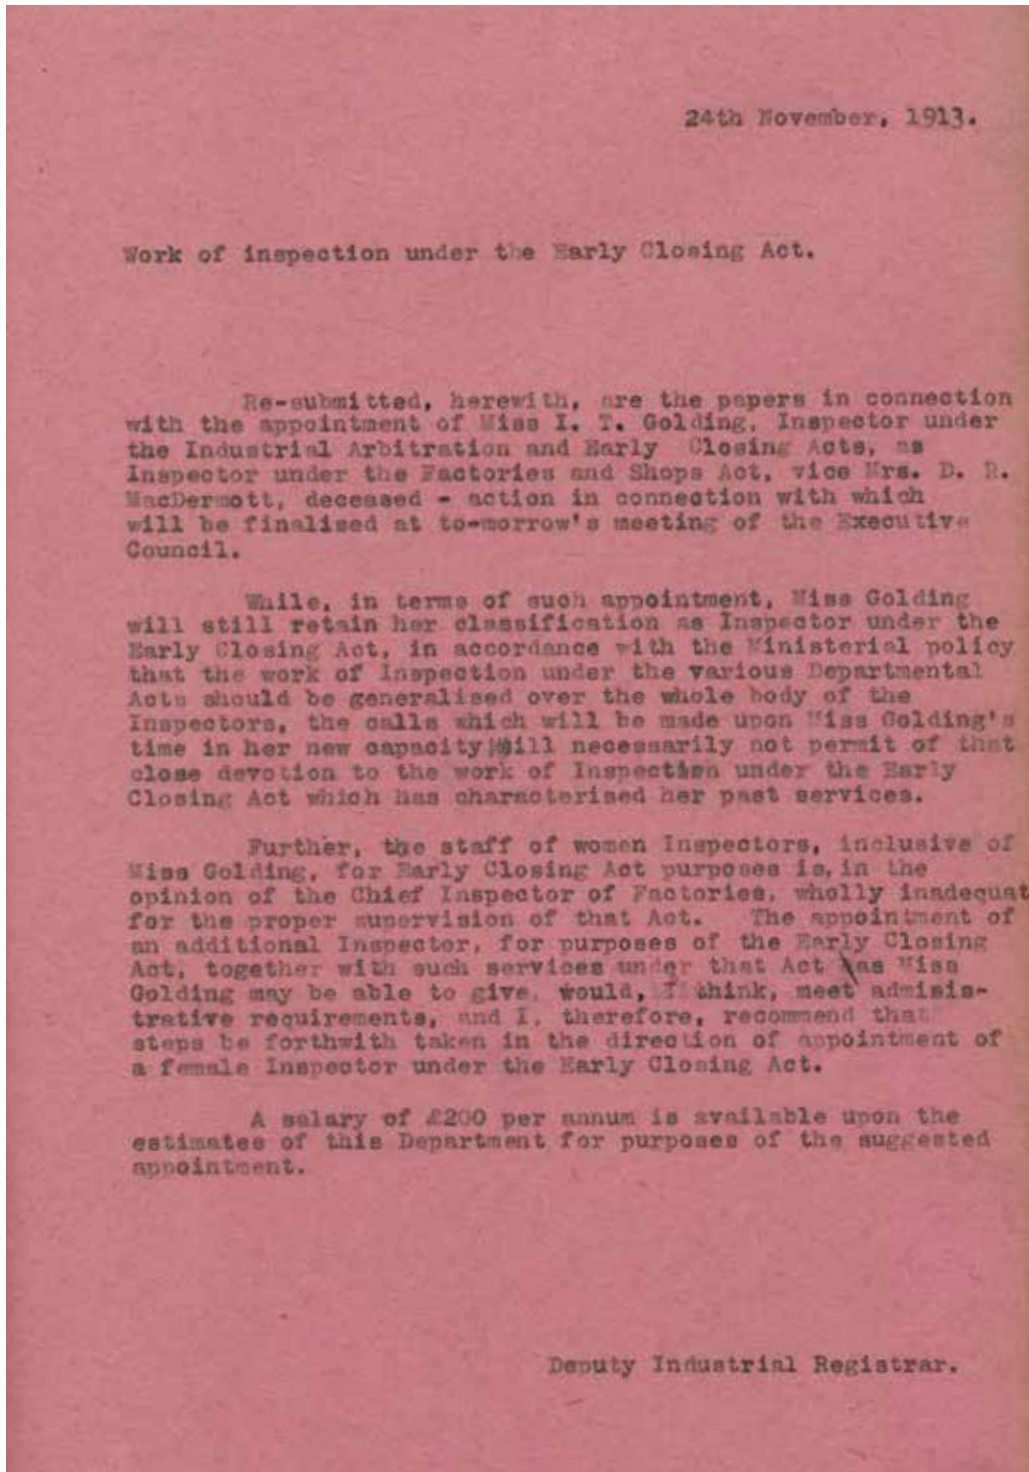 24th November, 1913.
Work of inspection under the Early Closing Act.
Re-submitted, herewith, are the papers in connection
with the appointment of Miss I. T. Golding, Inspector under
the Industrial Arbitration and Early Closing Acts, as
Inspector under the Factories and Shops Act, vice Mrs. D. R.
MacDermott, deceased - action in connection with which
will be finalised at to-morrow's meeting of the Executive
Council.
While, in terms of such appointment, Miss Golding
will still retain her classification as Inspector under the
Early Closing Act, in accordance with the Ministerial policy
that the work of Inspection under the various Departmental
Acts should be generalised over the whole body of the
Inspectors, the calls which will be made upon Miss Golding's
time in her new capacity will necessarily not permit of that
close devotion to the work of Inspection under the Early
Closing Act which has characterised her past services.
Further, the staff of women Inspectors, inclusive of
Miss Golding, for Early Closing Act purposes is, in the
opinion of the Chief Inspector of Factories, wholly inadequat
for the proper supervision of that Act. The appointment of
an additional Inspector, for purposes of the Early Closing
Act, together with such services under that Act as Miss
Golding may be able to give, would, I think, meet adminis-
trative requirements, and I, therefore, recommend that
steps be forthwith taken in the direction of appointment of
a female Inspector under the Early Closing Act.
A salary of £200 per annum is available upon the
estimates of this Department for purposes of the suggested
appointment.
Deputy Industrial Registrar.